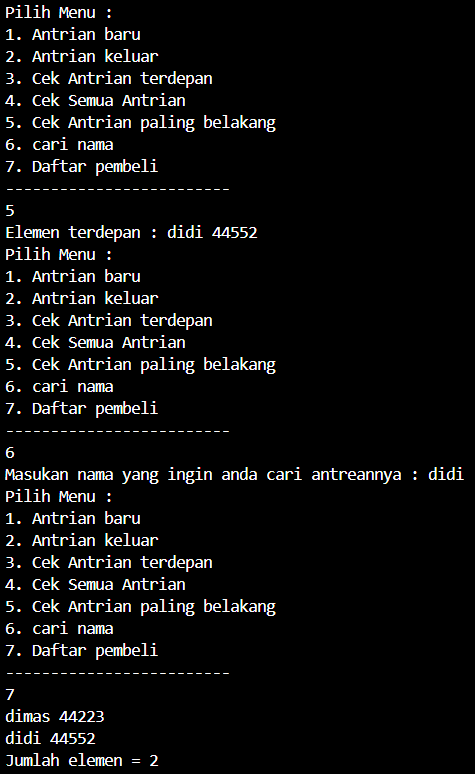 Pilih Menu :
1. Antrian baru
2. Antrian keluar
3. Cek Antrian terdepan
4. Cek Semua Antrian
5. Cek Antrian paling belakang
6. cari nama
7. Daftar pembeli
-------------------------
5
Elemen terdepan : didi 44552
Pilih Menu :
1. Antrian baru
2. Antrian keluar
3. Cek Antrian terdepan
4. Cek Semua Antrian
5. Cek Antrian paling belakang
6. cari nama
7. Daftar pembeli
-------------------------
6
Masukan nama yang ingin anda cari antreannya : didi
Pilih Menu :
1. Antrian baru
2. Antrian keluar
3. Cek Antrian terdepan
4. Cek Semua Antrian
5. Cek Antrian paling belakang
6. cari nama
7. Daftar pembeli
-------------------------
7
dimas 44223
didi 44552
Jumlah elemen = 2